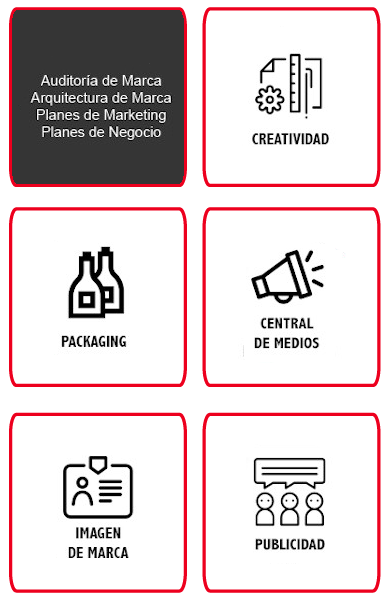 Auditoría de Marca
Arquitectura de Marca
Planes de Marketing
Planes de Negocio
CREATIVIDAD
PACKAGING
CENTRAL
DE MEDIOS
IMAGEN
DE MARCA
PUBLICIDAD